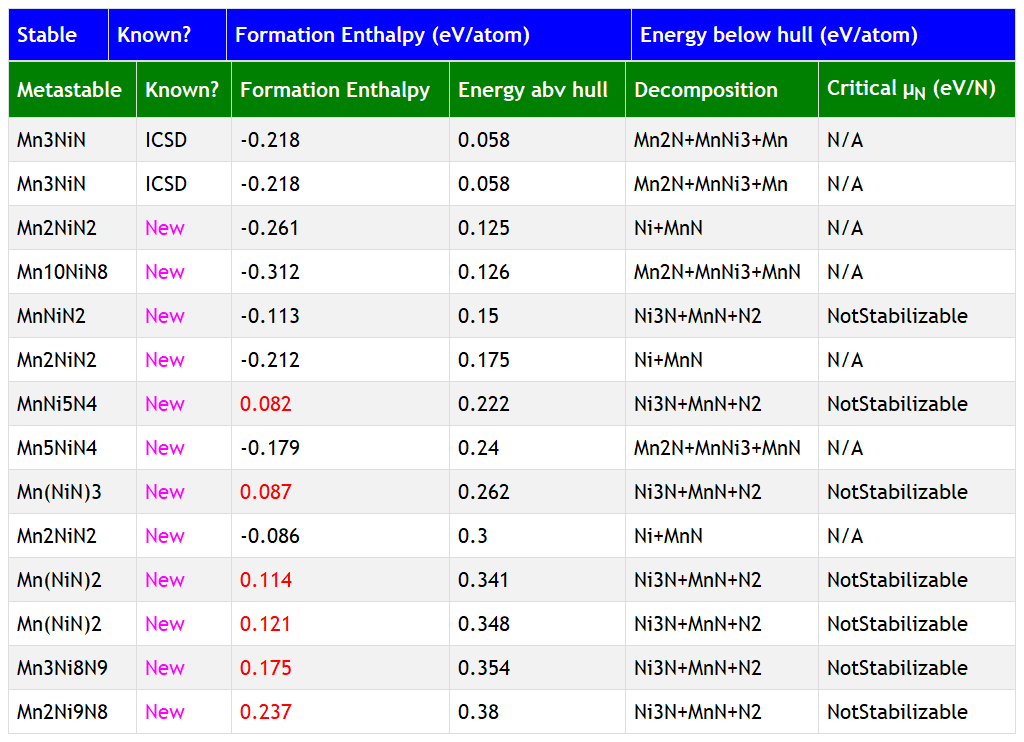 Stable Known? Formation Enthalpy (eV/atom) Energy below hull (eV/atom)
Metastable Known? Formation Enthalpy Energy abv hull Decomposition Critical μN (eV/N)
Mn3NiN ICSD -0.218 0.058 Mn2N+MnNi3+Mn N/A
Mn3NiN ICSD -0.218 0.058 Mn2N+MnNi3+Mn N/A
Mn2NiN2 New -0.261 0.125 Ni+MnN N/A
Mn10NiN8 New -0.312 0.126 Mn2N+MnNi3+MnN N/A
MnNiN2 New -0.113 0.15 Ni3N+MnN+N2 NotStabilizable
Mn2NiN2 New -0.212 0.175 Ni+MnN N/A
MnNi5N4 New 0.082 0.222 Ni3N+MnN+N2 NotStabilizable
Mn5NiN4 New -0.179 0.24 Mn2N+MnNi3+MnN N/A
Mn(NiN)3 New 0.087 0.262 Ni3N+MnN+N2 NotStabilizable
Mn2NiN2 New -0.086 0.3 Ni+MnN N/A
Mn(NiN)2 New 0.114 0.341 Ni3N+MnN+N2 NotStabilizable
Mn(NiN)2 New 0.121 0.348 Ni3N+MnN+N2 NotStabilizable
Mn3Ni8N9 New 0.175 0.354 Ni3N+MnN+N2 NotStabilizable
Mn2Ni9N8 New 0.237 0.38 Ni3N+MnN+N2 NotStabilizable